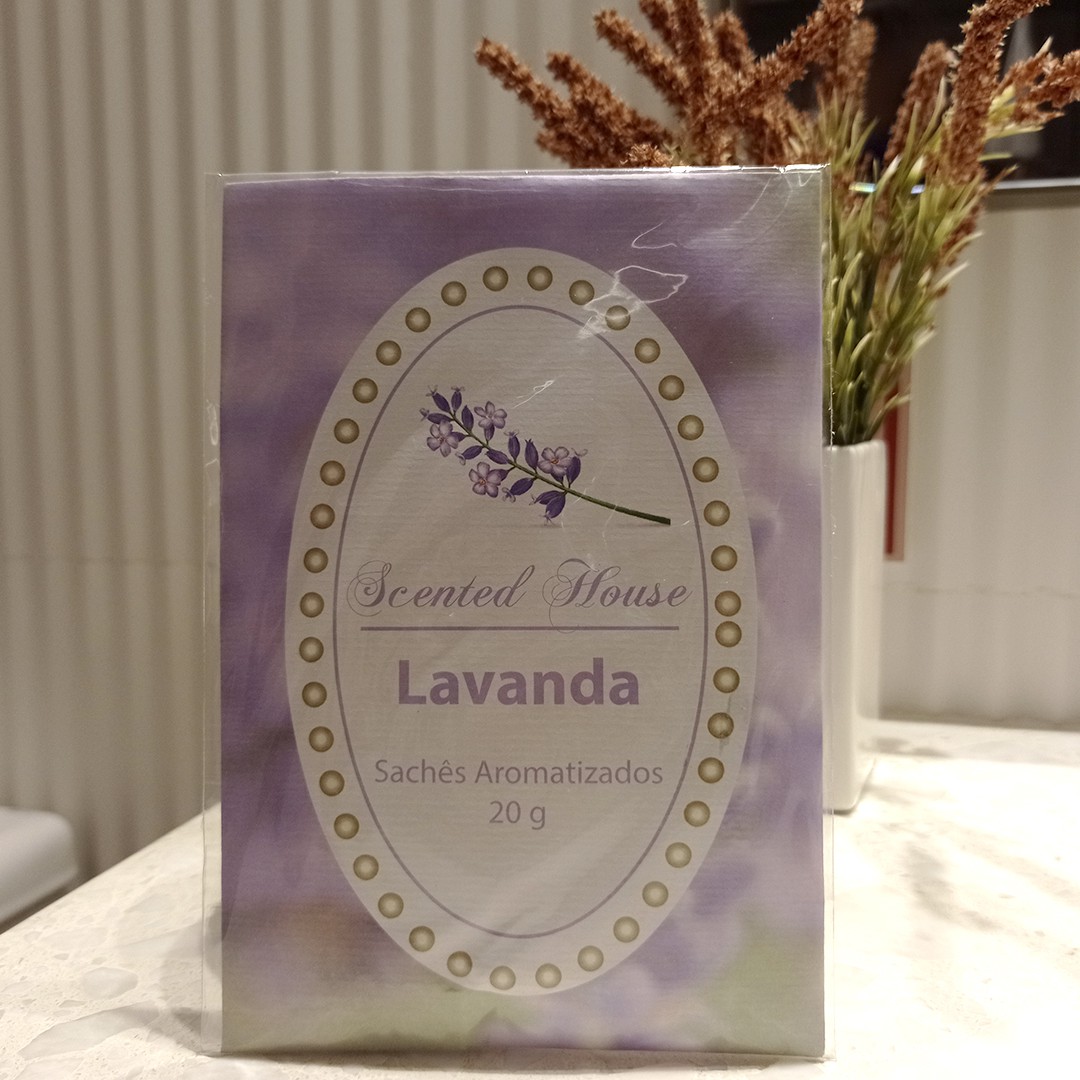 Scented House
Lavanda
Sachês Aromatizados
20 g